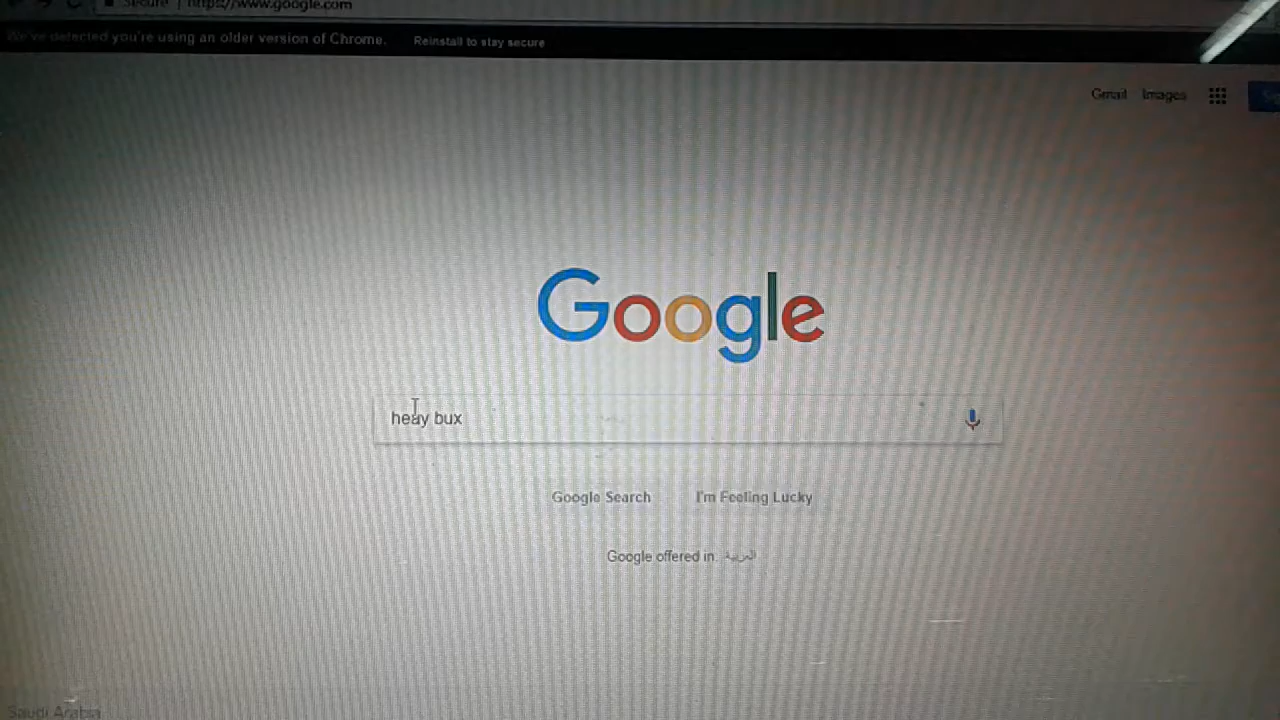 Secure | https://www.google.com
We've detected you're using an older version of Chrome. Reinstall to stay secure
Gmail Images
Google
heay bux
Google Search I'm Feeling Lucky
Google offered in: العربية
Saudi Arabia